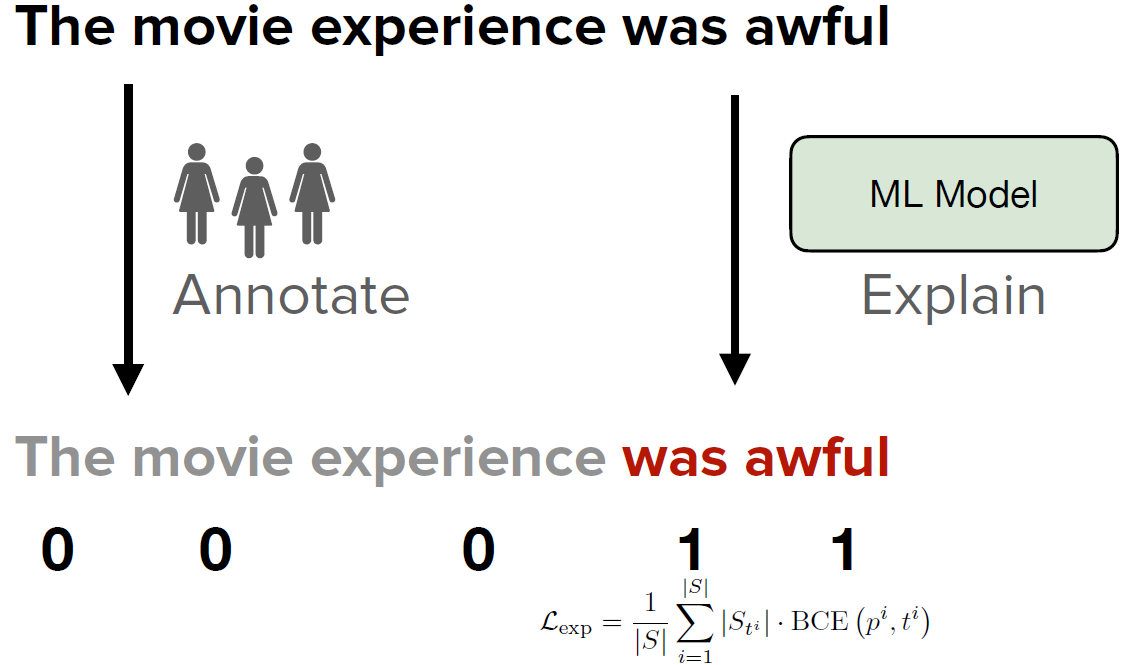 The movie experience was awful
ML Model
Annotate
Explain
The movie experience was awful
0 0 0 1 1
\mathcal{L}_{\text{exp}} = \frac{1}{|S|} \sum_{i=1}^{|S|} |S_{t^i}| \cdot \text{BCE}\left(p^i, t^i\right)